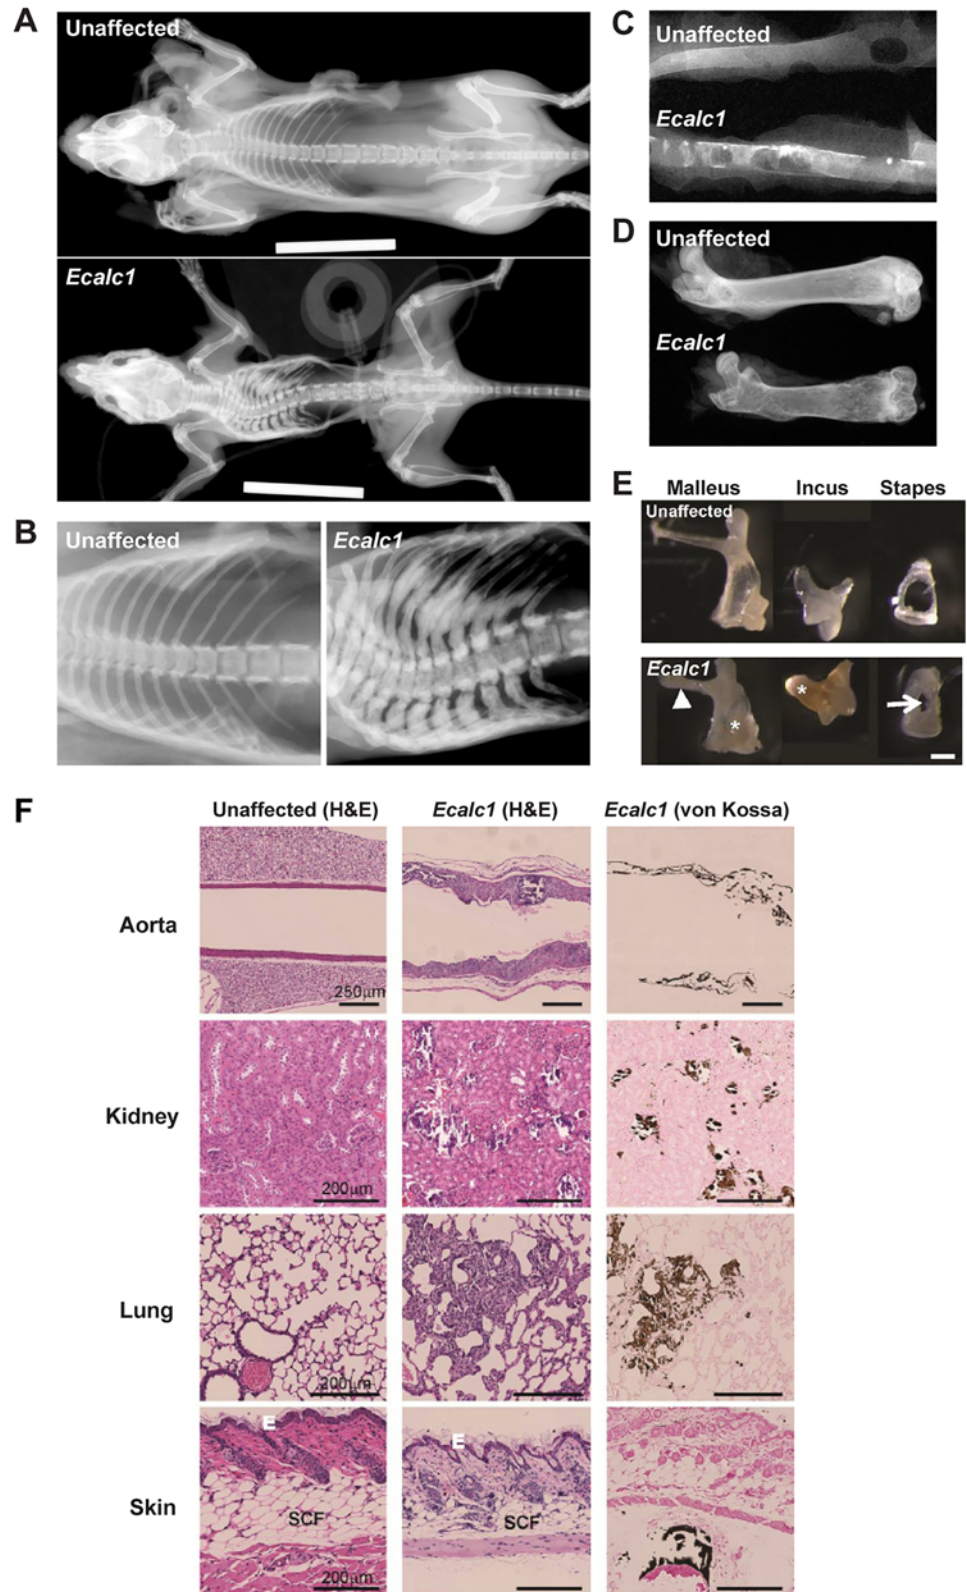 A
Unaffected
Ecalc1
B
Unaffected
Ecalc1
C
Unaffected
Ecalc1
D
Unaffected
Ecalc1
E
Malleus Incus Stapes
Unaffected
Ecalc1
*
*
F
Unaffected (H&E) Ecalc1 (H&E) Ecalc1 (von Kossa)
Aorta
250µm
Kidney
200µm
Lung
200µm
Skin
E
SCF
200µm
E
SCF